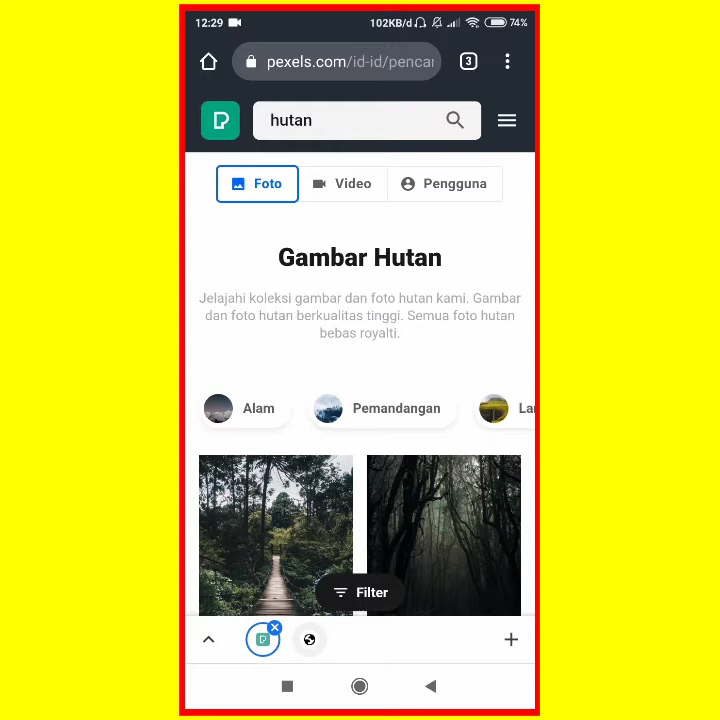 12:29 102KB/d 74%
pexels.com/id-id/pencar 3
hutan
Foto Video Pengguna
Gambar Hutan
Jelajahi koleksi gambar dan foto hutan kami. Gambar
dan foto hutan berkualitas tinggi. Semua foto hutan
bebas royalti.
Alam Pemandangan Lan
Filter